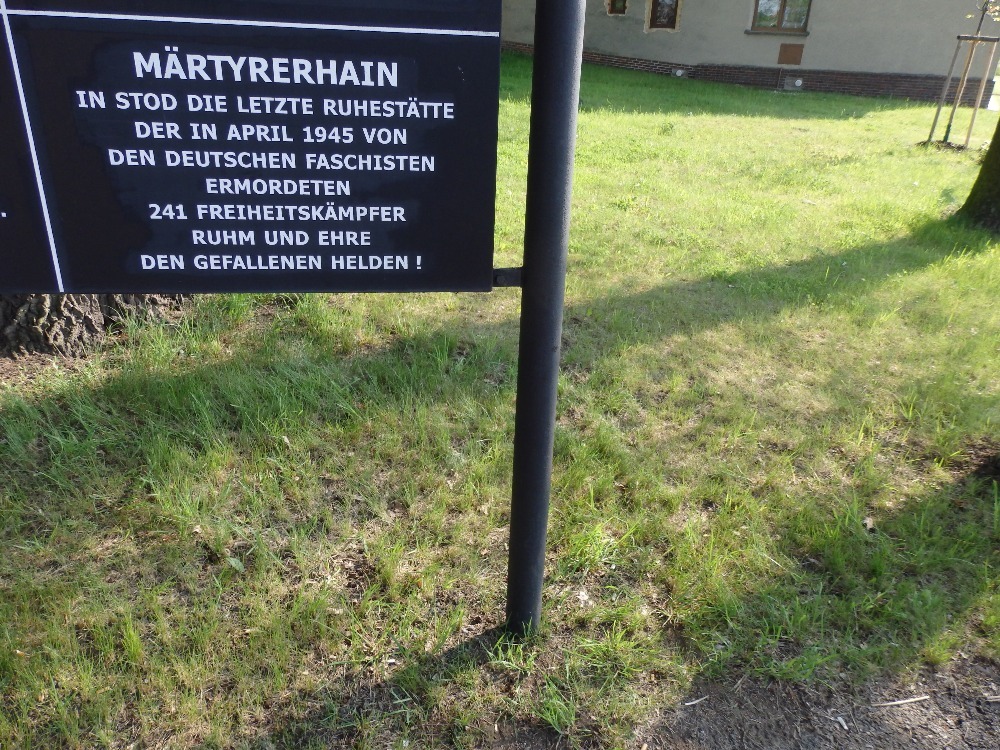 MÄRTYRERHAIN
IN STOD DIE LETZTE RUHESTÄTTE
DER IN APRIL 1945 VON
DEN DEUTSCHEN FASCHISTEN
ERMORDETEN
241 FREIHEITSKÄMPFER
RUHM UND EHRE
DEN GEFALLENEN HELDEN !